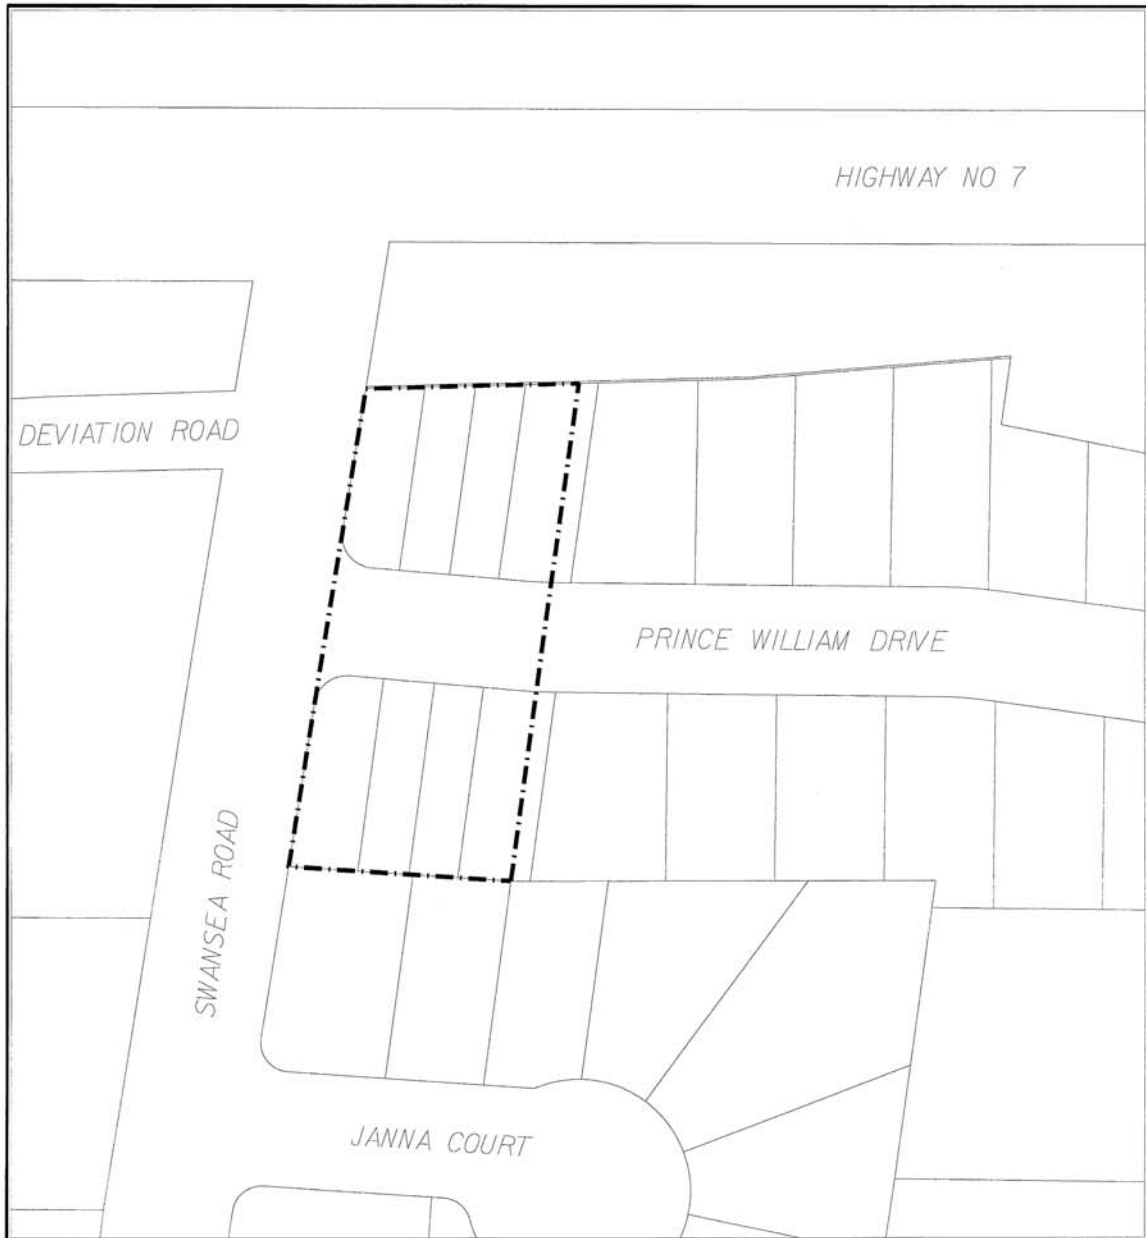 HIGHWAY NO 7
DEVIATION ROAD
PRINCE WILLIAM DRIVE
SWANSEA ROAD
JANNA COURT